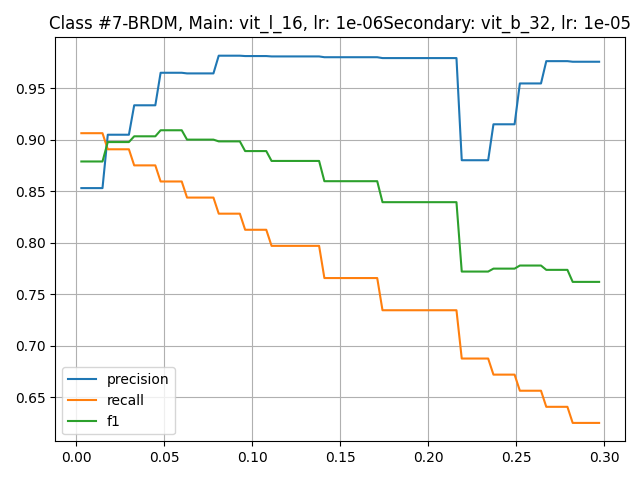 Class #7-BRDM, Main: vit_l_16, lr: 1e-06Secondary: vit_b_32, lr: 1e-05
0.95
0.90
0.85
0.80
0.75
0.70
0.65
precision
recall
f1
0.00 0.05 0.10 0.15 0.20 0.25 0.30